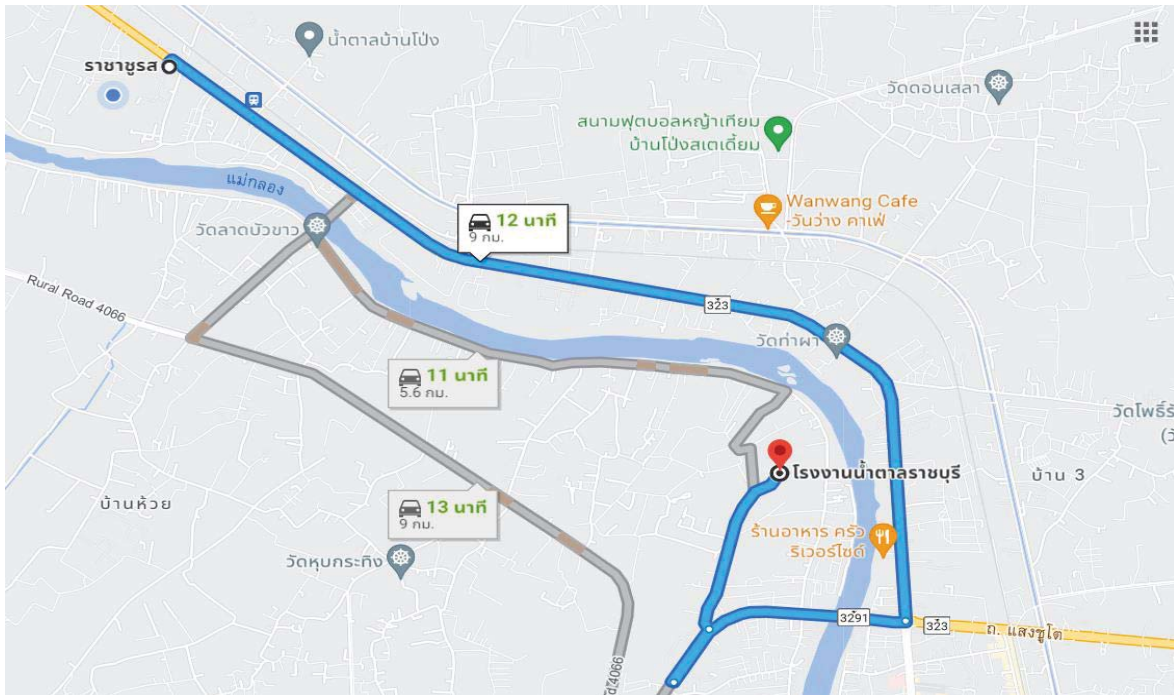 น้ำตาลบ้านโป่ง
ราชาชูรส
วัดดอนเสลา
สนามฟุตบอลหญ้าเทียม
บ้านโป่งสเตเดี้ยม
แม่กลอง
Wanwang Cafe
-วันว่าง คาเฟ่
วัดลาดบัวขาว
12 นาที
9 กม.
Rural Road 4066
323
วัดท่าผา
11 นาที
5.6 กม.
วัดโพธิ์รั
(วั
โรงงานน้ำตาลราชบุรี
บ้าน 3
บ้านห้วย
13 นาที
9 กม.
ร้านอาหาร ครัว
ริเวอร์ไซด์
วัดหุบกระทิง
3291
323
ถ. แสงชูโต
d 4066